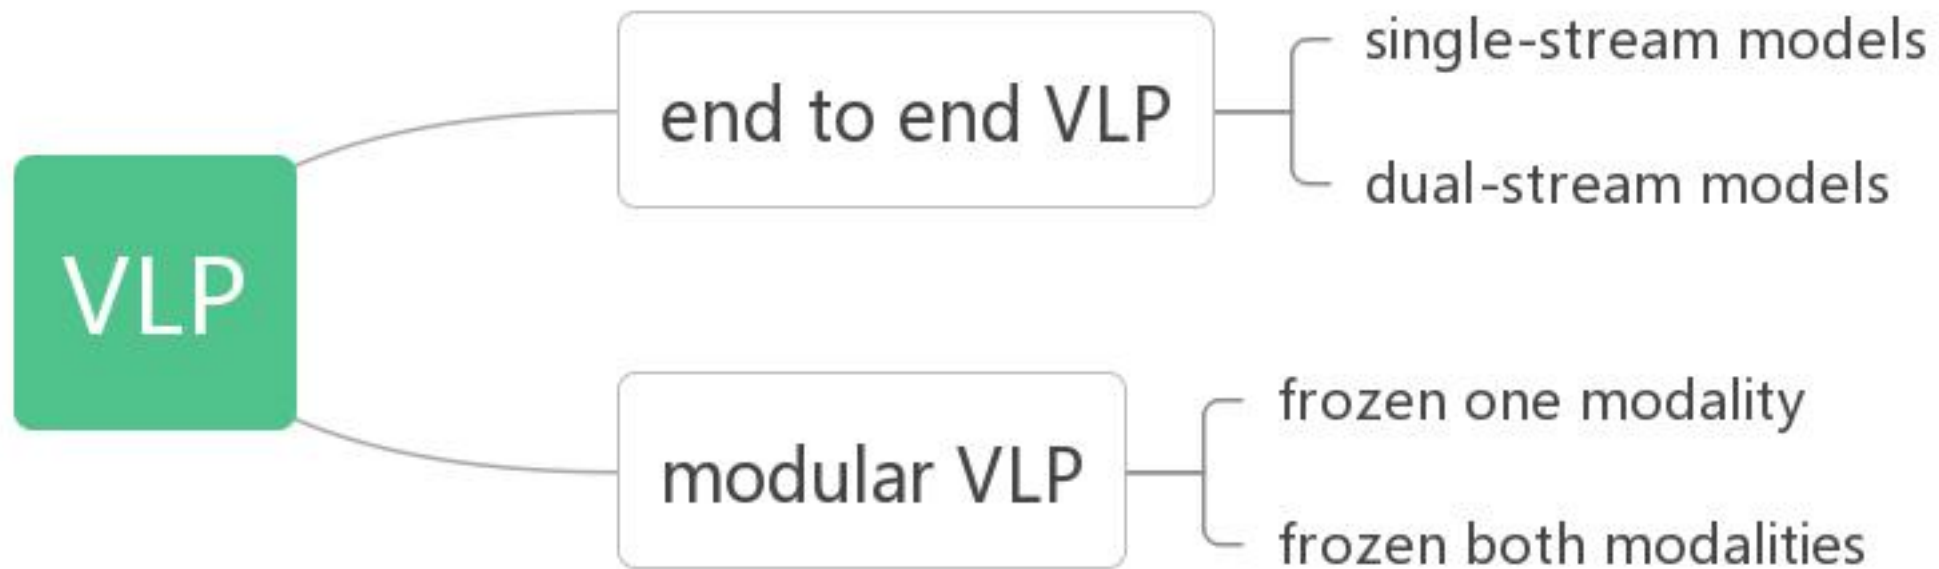 VLP
end to end VLP
single-stream models
dual-stream models
modular VLP
frozen one modality
frozen both modalities